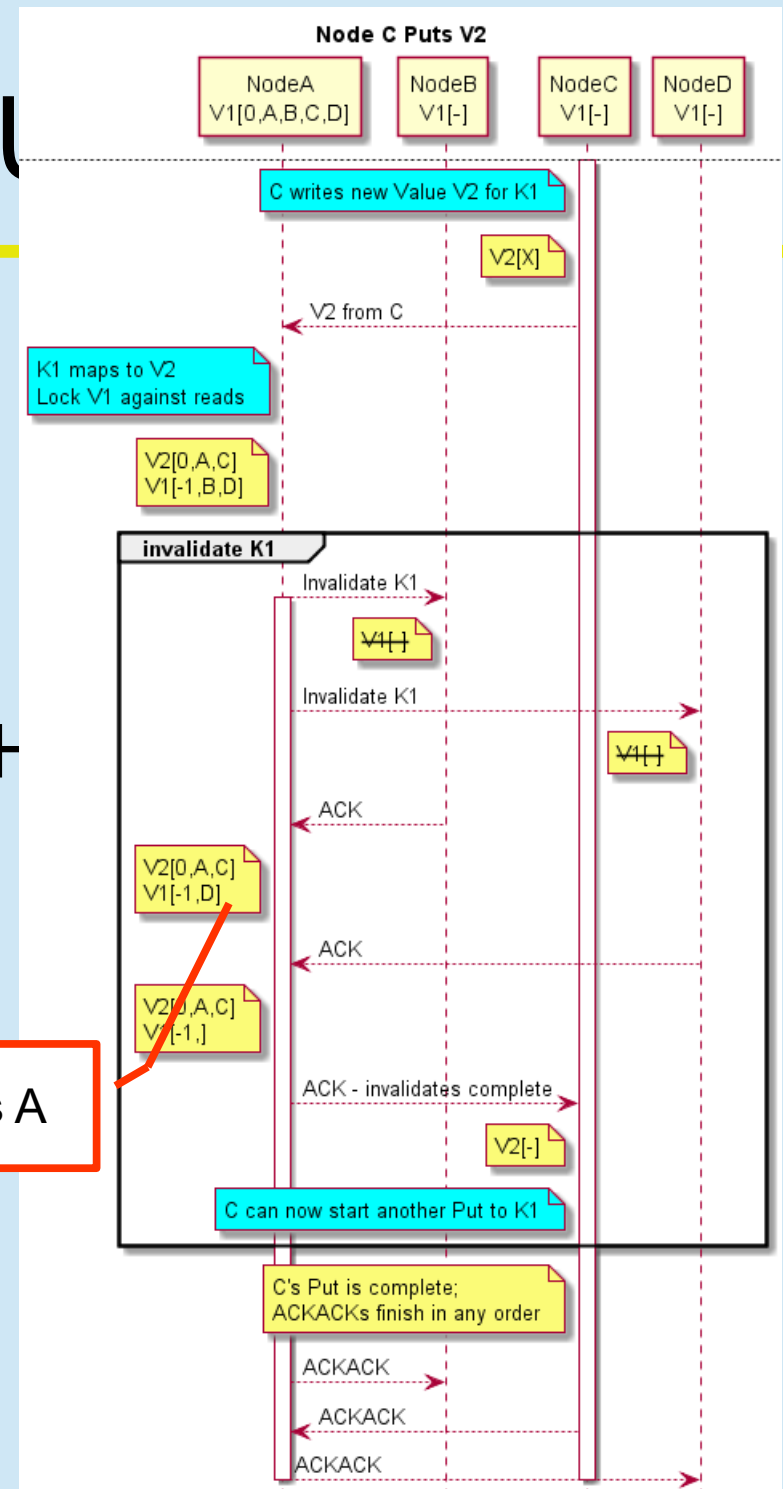 Node C Puts V2
NodeA
V1[0,A,B,C,D]
NodeB
V1[-]
NodeC
V1[-]
NodeD
V1[-]
C writes new Value V2 for K1
V2[X]
V2 from C
K1 maps to V2
Lock V1 against reads
V2[0,A,C]
V1[-1,B,D]
invalidate K1
Invalidate K1
V1[-]
Invalidate K1
V1[-]
ACK
V2[0,A,C]
V1[-1,D]
ACK
V2[0,A,C]
V1[-1,]
s A
ACK - invalidates complete
V2[-]
C can now start another Put to K1
C's Put is complete;
ACKACKs finish in any order
ACKACK
ACKACK
ACKACK